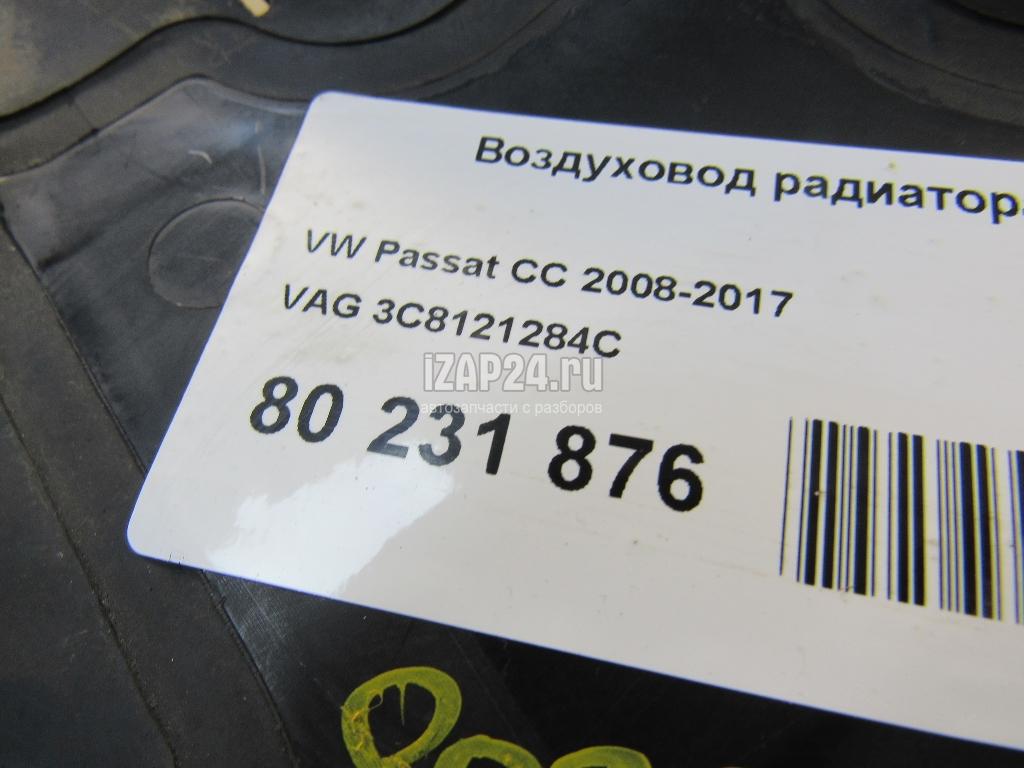 Воздуховод радиатора
VW Passat CC 2008-2017
VAG 3C8121284C
iZAP24.ru
автозапчасти с разборов
80 231 876